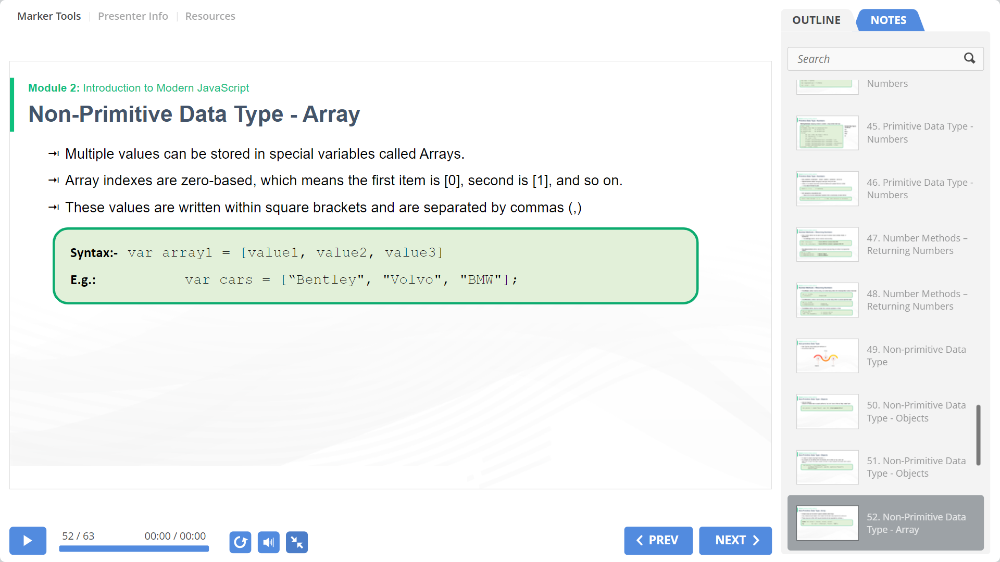 Marker Tools
Presenter Info
Resources
OUTLINE
NOTES
Search
Module 2: Introduction to Modern JavaScript
Non-Primitive Data Type - Array
⇥ Multiple values can be stored in special variables called Arrays.
⇥ Array indexes are zero-based, which means the first item is [0], second is [1], and so on.
⇥ These values are written within square brackets and are separated by commas (,)
Syntax:- var array1 = [value1, value2, value3]
E.g.: var cars = [“Bentley", "Volvo", "BMW"];
Numbers
45. Primitive Data Type -
Numbers
46. Primitive Data Type -
Numbers
47. Number Methods –
Returning Numbers
48. Number Methods –
Returning Numbers
49. Non-primitive Data
Type
50. Non-Primitive Data
Type - Objects
51. Non-Primitive Data
Type - Objects
52. Non-Primitive Data
Type - Array
52 / 63
00:00 / 00:00
PREV
NEXT